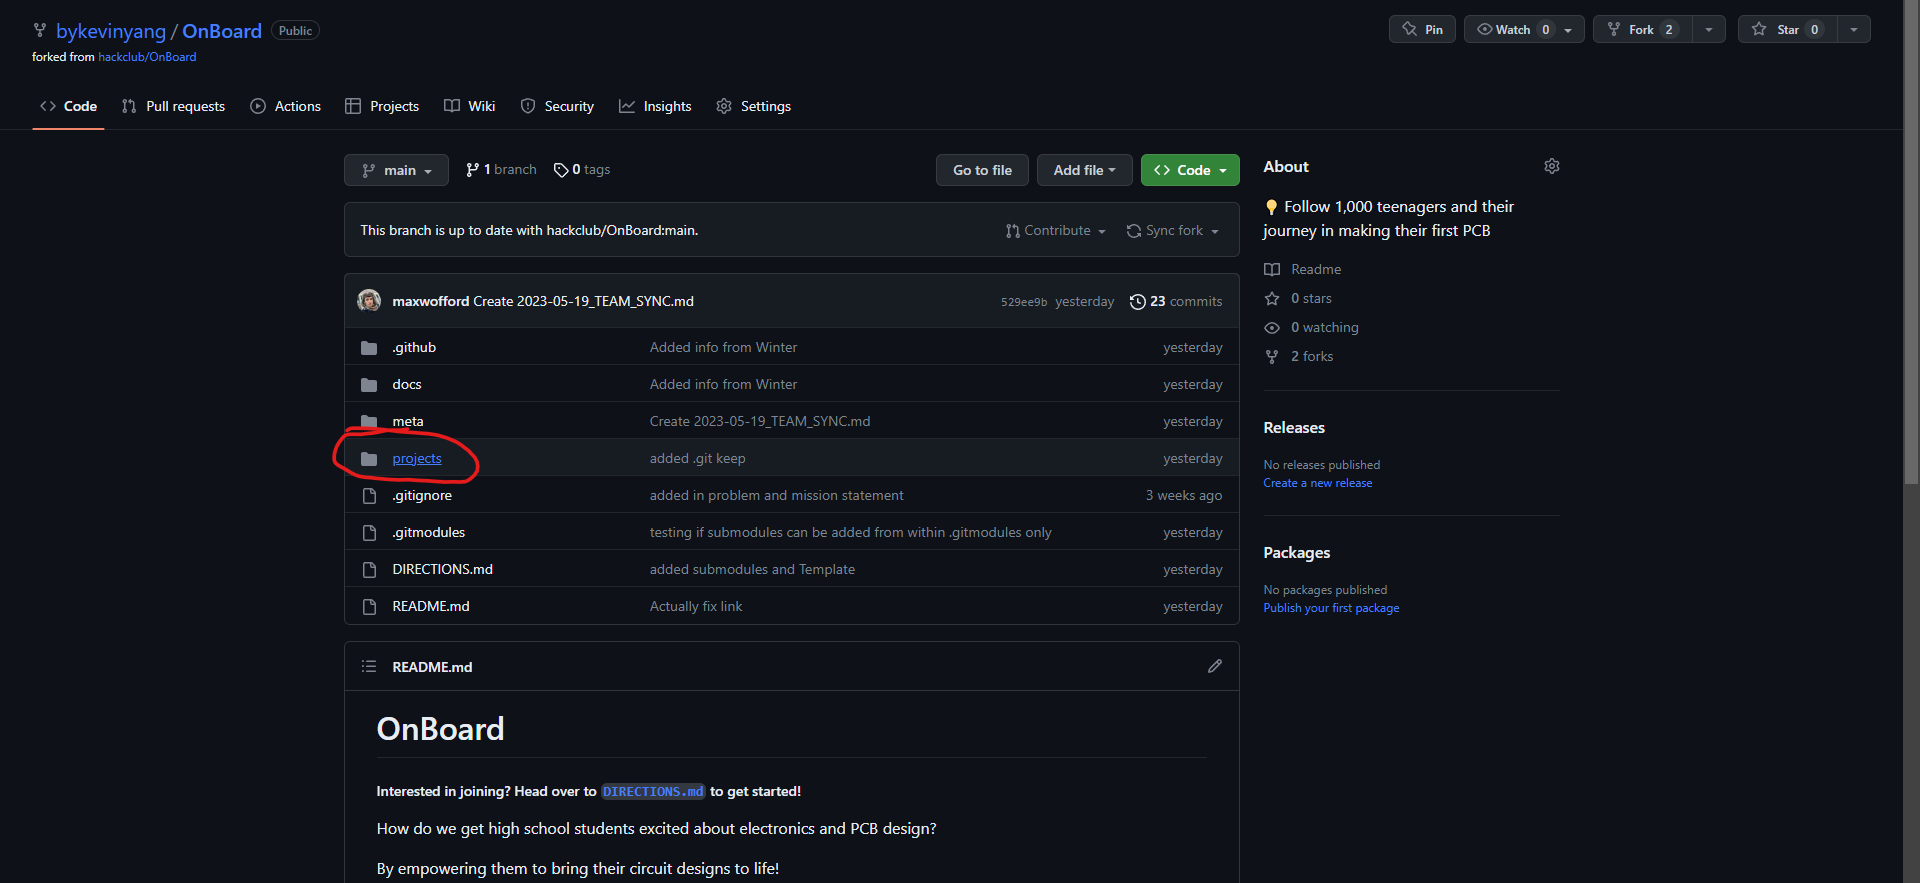 bykevinyang / OnBoard Public
Pin Watch 0 Fork 2 Star 0
forked from hackclub/OnBoard
Code Pull requests Actions Projects Wiki Security Insights Settings
main 1 branch 0 tags Go to file Add file Code
This branch is up to date with hackclub/OnBoard:main. Contribute Sync fork
maxwofford Create 2023-05-19_TEAM_SYNC.md 529ee9b yesterday 23 commits
.github Added info from Winter yesterday
docs Added info from Winter yesterday
meta Create 2023-05-19_TEAM_SYNC.md yesterday
projects added .git keep yesterday
.gitignore added in problem and mission statement 3 weeks ago
.gitmodules testing if submodules can be added from within .gitmodules only yesterday
DIRECTIONS.md added submodules and Template yesterday
README.md Actually fix link yesterday
README.md
OnBoard
Interested in joining? Head over to DIRECTIONS.md to get started!
How do we get high school students excited about electronics and PCB design?
By empowering them to bring their circuit designs to life!
About
Follow 1,000 teenagers and their
journey in making their first PCB
Readme
0 stars
0 watching
2 forks
Releases
No releases published
Create a new release
Packages
No packages published
Publish your first package